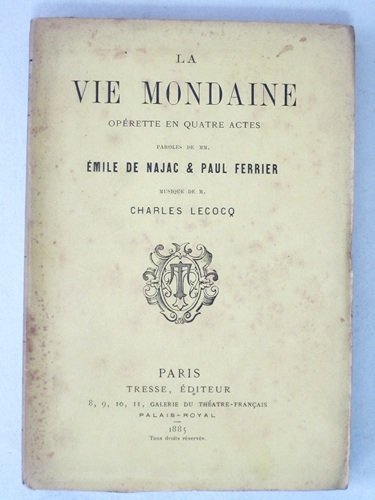 LA
VIE MONDAINE
OPÉRETTE EN QUATRE ACTES
PAROLES DE MM.
ÉMILE DE NAJAC & PAUL FERRIER
MUSIQUE DE M.
CHARLES LECOCQ
PARIS
TRESSE, ÉDITEUR
8, 9, 10, 11, GALERIE DU THÉATRE-FRANÇAIS
PALAIS-ROYAL
1885
Tous droits réservés.